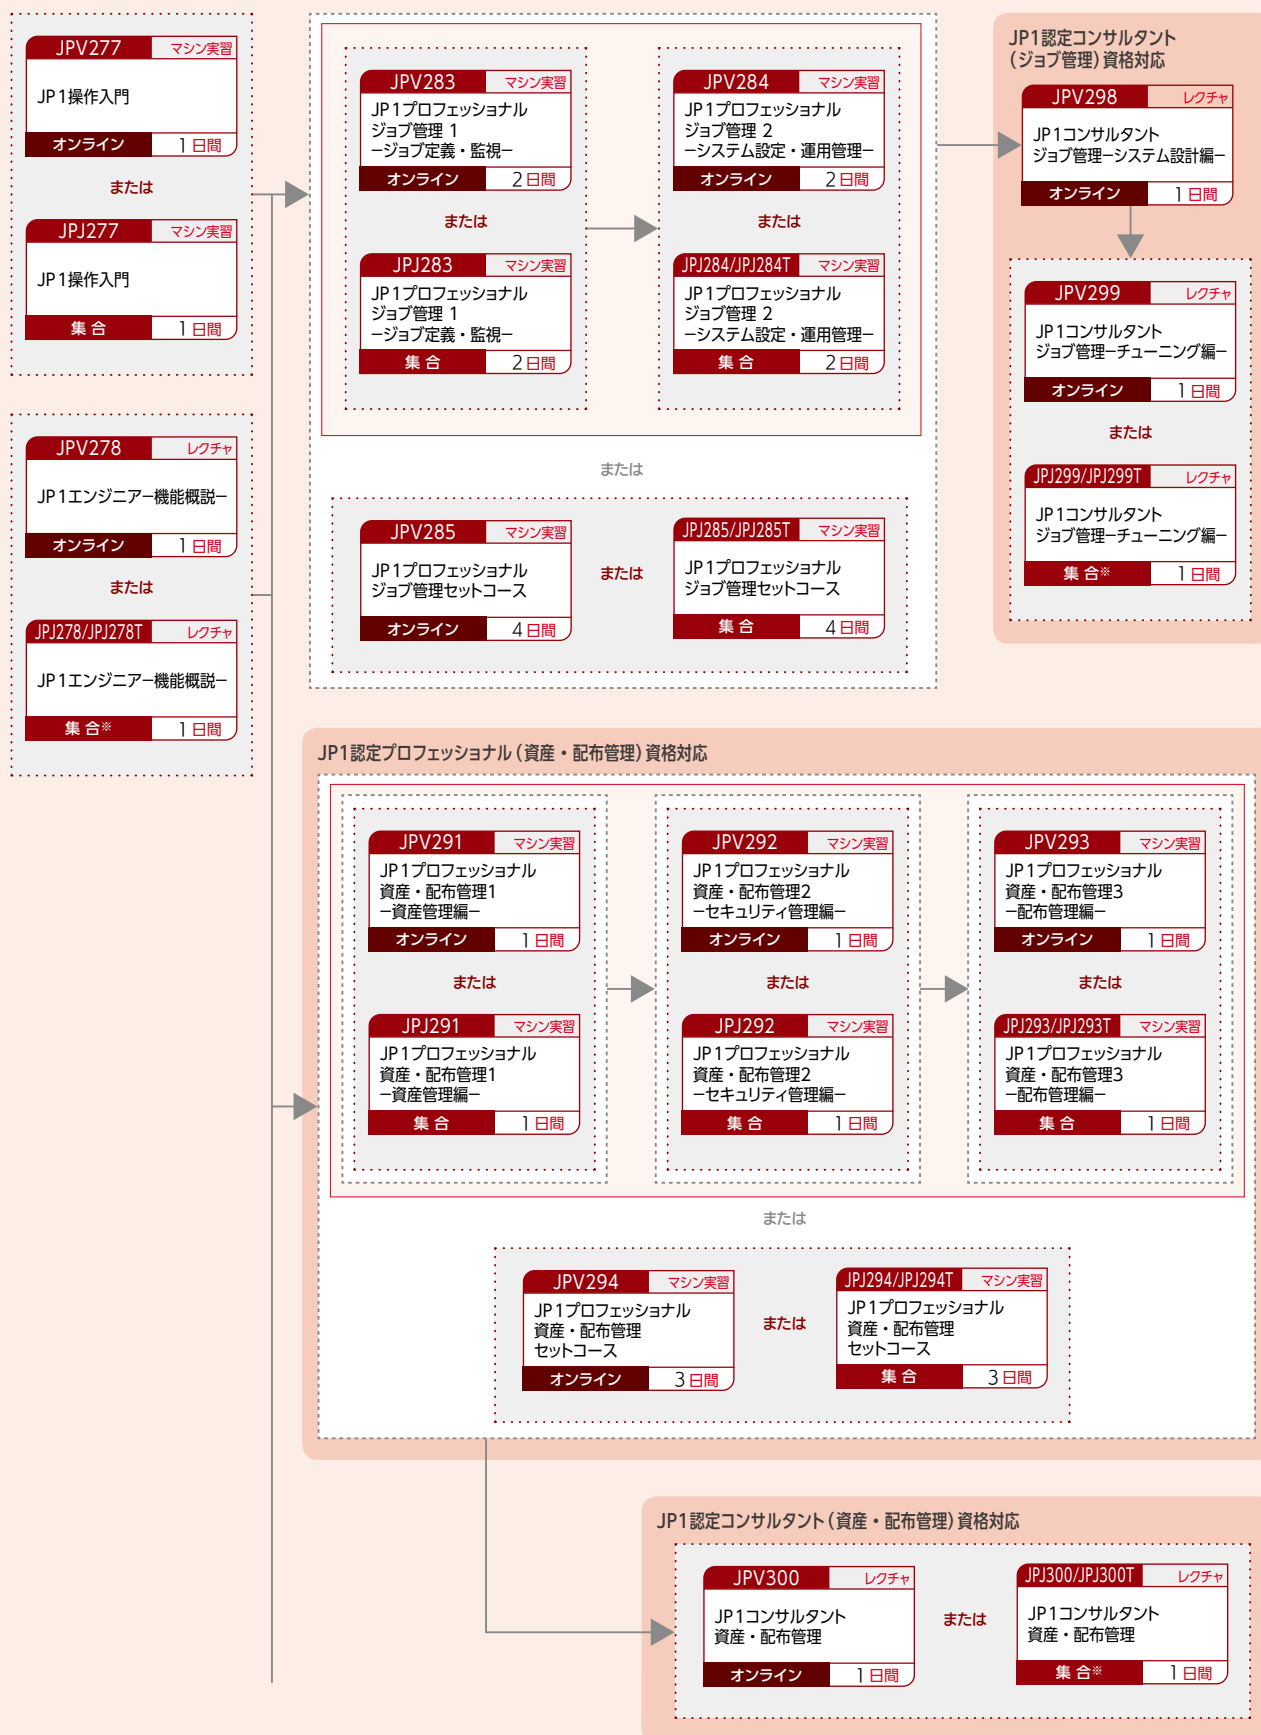 JPV277 マシン実習
JP1操作入門
オンライン 1日間
または
JPJ277 マシン実習
JP1操作入門
集 合 1日間
JPV278 レクチャ
JP1エンジニアー機能概説ー
オンライン 1日間
または
JPJ278/JPJ278T レクチャ
JP1エンジニアー機能概説ー
集 合※ 1日間
JPV283 マシン実習
JP1プロフェッショナル
ジョブ管理 1
ージョブ定義・監視ー
オンライン 2日間
または
JPJ283 マシン実習
JP1プロフェッショナル
ジョブ管理 1
ージョブ定義・監視ー
集 合 2日間
JPV284 マシン実習
JP1プロフェッショナル
ジョブ管理 2
ーシステム設定・運用管理ー
オンライン 2日間
または
JPJ284/JPJ284T マシン実習
JP1プロフェッショナル
ジョブ管理 2
ーシステム設定・運用管理ー
集 合 2日間
または
JPV285 マシン実習
JP1プロフェッショナル
ジョブ管理セットコース
オンライン 4日間
または
JPJ285/JPJ285T マシン実習
JP1プロフェッショナル
ジョブ管理セットコース
集 合 4日間
JP1認定コンサルタント
(ジョブ管理)資格対応
JPV298 レクチャ
JP1コンサルタント
ジョブ管理ーシステム設計編ー
オンライン 1日間
JPV299 レクチャ
JP1コンサルタント
ジョブ管理ーチューニング編ー
オンライン 1日間
または
JPJ299/JPJ299T レクチャ
JP1コンサルタント
ジョブ管理ーチューニング編ー
集 合※ 1日間
JP1認定プロフェッショナル(資産・配布管理)資格対応
JPV291 マシン実習
JP1プロフェッショナル
資産・配布管理1
ー資産管理編ー
オンライン 1日間
または
JPJ291 マシン実習
JP1プロフェッショナル
資産・配布管理1
ー資産管理編ー
集 合 1日間
JPV292 マシン実習
JP1プロフェッショナル
資産・配布管理2
ーセキュリティ管理編ー
オンライン 1日間
または
JPJ292 マシン実習
JP1プロフェッショナル
資産・配布管理2
ーセキュリティ管理編ー
集 合 1日間
JPV293 マシン実習
JP1プロフェッショナル
資産・配布管理3
ー配布管理編ー
オンライン 1日間
または
JPJ293/JPJ293T マシン実習
JP1プロフェッショナル
資産・配布管理3
ー配布管理編ー
集 合 1日間
または
JPV294 マシン実習
JP1プロフェッショナル
資産・配布管理
セットコース
オンライン 3日間
または
JPJ294/JPJ294T マシン実習
JP1プロフェッショナル
資産・配布管理
セットコース
集 合 3日間
JP1認定コンサルタント(資産・配布管理)資格対応
JPV300 レクチャ
JP1コンサルタント
資産・配布管理
オンライン 1日間
または
JPJ300/JPJ300T レクチャ
JP1コンサルタント
資産・配布管理
集 合※ 1日間